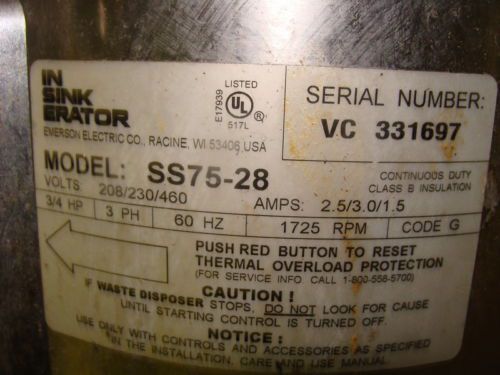 IN
SINK
ERATOR
EMERSON ELECTRIC CO., RACINE, WI 53406 USA
E17939
LISTED
UL
517L
SERIAL NUMBER:
VC 331697
MODEL: SS75-28
CONTINUOUS DUTY
CLASS B INSULATION
VOLTS 208/230/460
AMPS: 2.5/3.0/1.5
3/4 HP 3 PH 60 HZ 1725 RPM CODE G
PUSH RED BUTTON TO RESET
THERMAL OVERLOAD PROTECTION
(FOR SERVICE INFO CALL 1-800-558-5700)
CAUTION !
IF WASTE DISPOSER STOPS, DO NOT LOOK FOR CAUSE
UNTIL STARTING CONTROL IS TURNED OFF.
NOTICE :
USE ONLY WITH CONTROLS AND ACCESSORIES AS SPECIFIED
IN THE INSTALLATION, CARE AND USE MANUAL.